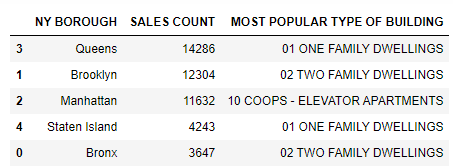 NY BOROUGH SALES COUNT MOST POPULAR TYPE OF BUILDING
3 Queens 14286 01 ONE FAMILY DWELLINGS
1 Brooklyn 12304 02 TWO FAMILY DWELLINGS
2 Manhattan 11632 10 COOPS - ELEVATOR APARTMENTS
4 Staten Island 4243 01 ONE FAMILY DWELLINGS
0 Bronx 3647 02 TWO FAMILY DWELLINGS